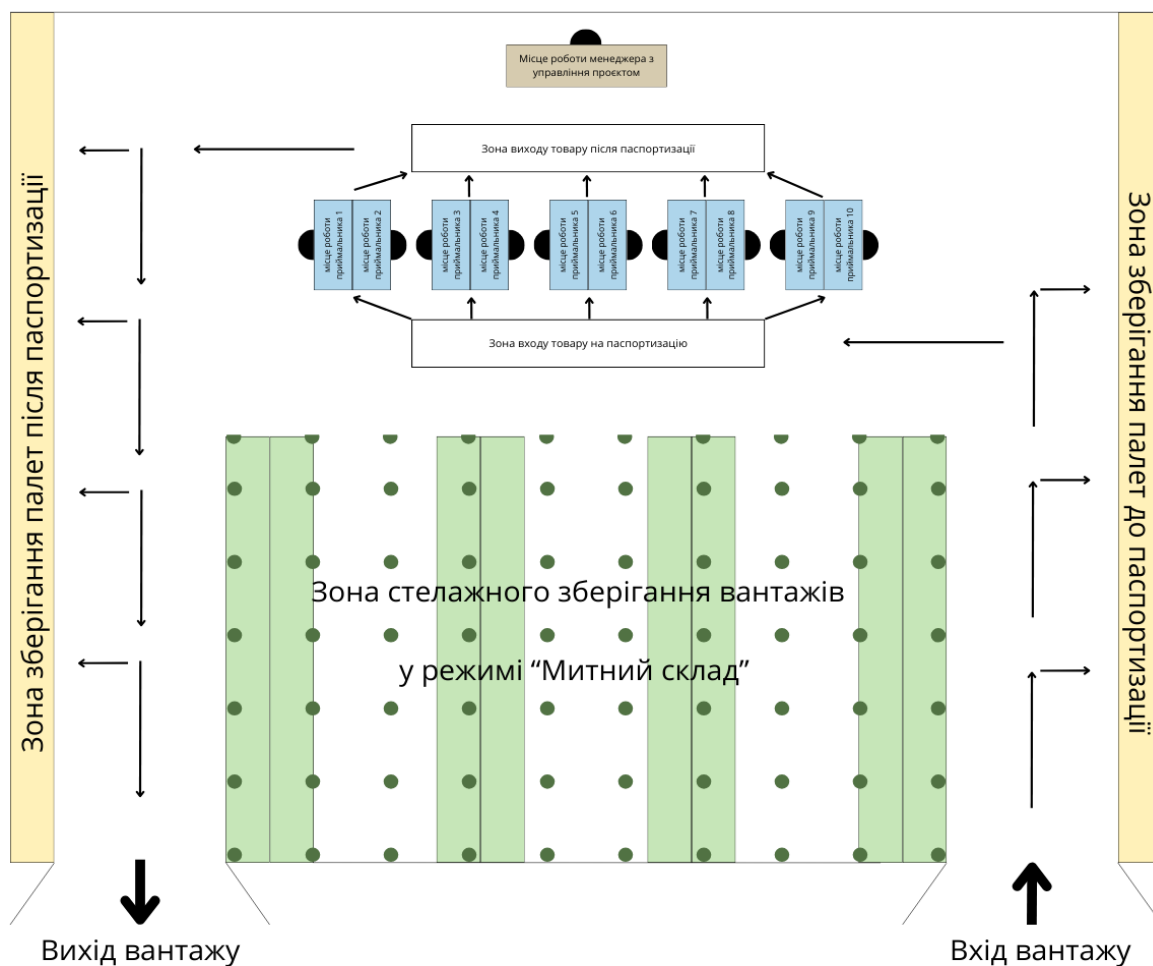 Місце роботи менеджера з
управління проєктом
Зона виходу товару після паспортизації
місце роботи
приймальника 1
місце роботи
приймальника 2
місце роботи
приймальника 3
місце роботи
приймальника 4
місце роботи
приймальника 5
місце роботи
приймальника 6
місце роботи
приймальника 7
місце роботи
приймальника 8
місце роботи
приймальника 9
місце роботи
приймальника 10
Зона входу товару на паспортизацію
Зона зберігання палет після паспортизації
Зона зберігання палет до паспортизації
Зона стелажного зберігання вантажів
у режимі “Митний склад”
Вихід вантажу
Вхід вантажу